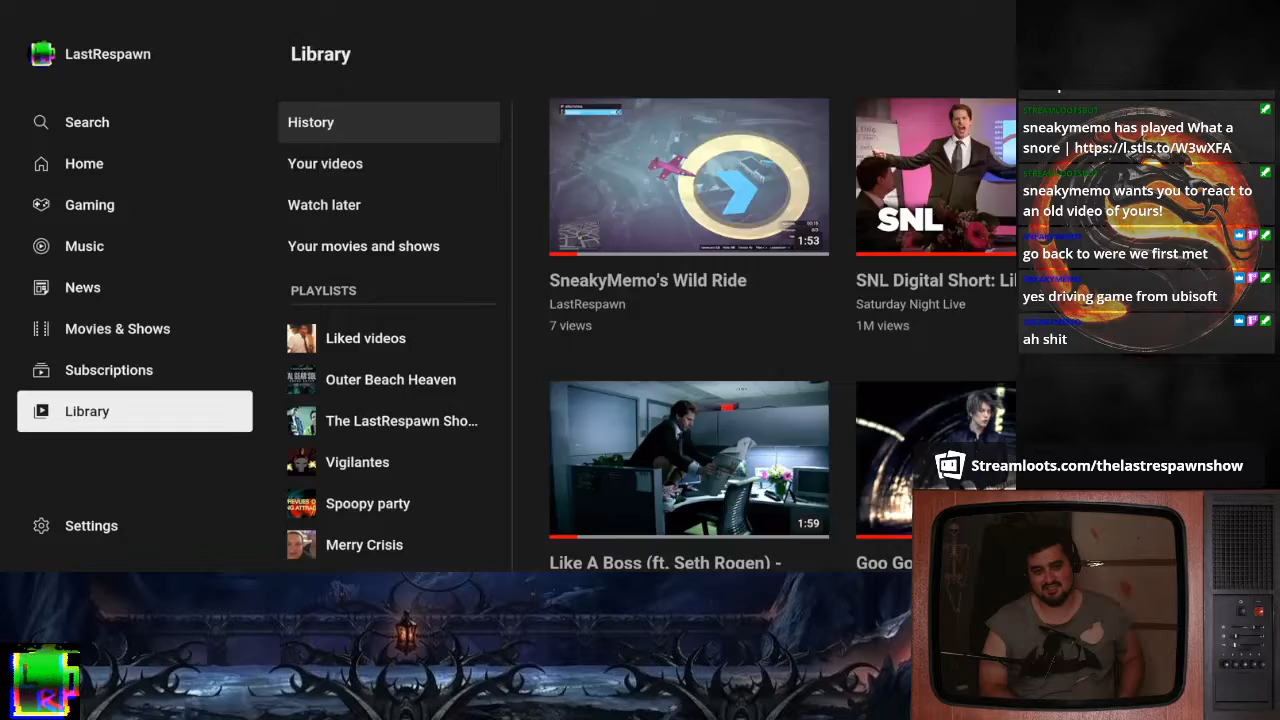 LastRespawn
Search
Home
Gaming
Music
News
Movies & Shows
Subscriptions
Library
Settings
Library
History
Your videos
Watch later
Your movies and shows
PLAYLISTS
Liked videos
Outer Beach Heaven
The LastRespawn Sho...
Vigilantes
Spoopy party
Merry Crisis
1:53
SneakyMemo's Wild Ride
LastRespawn
7 views
SNL
SNL Digital Short: Li
Saturday Night Live
1M views
1:59
Like A Boss (ft. Seth Rogen) -
Goo Go
STREAMLOOTSBOT
sneakymemo has played What a
snore | https://l.stls.to/W3wXFA
STREAMLOOTSBOT
sneakymemo wants you to react to
an old video of yours!
SNEAKYMEMO
go back to were we first met
SNEAKYMEMO
yes driving game from ubisoft
SNEAKYMEMO
ah shit
Streamloots.com/thelastrespawnshow
L
R